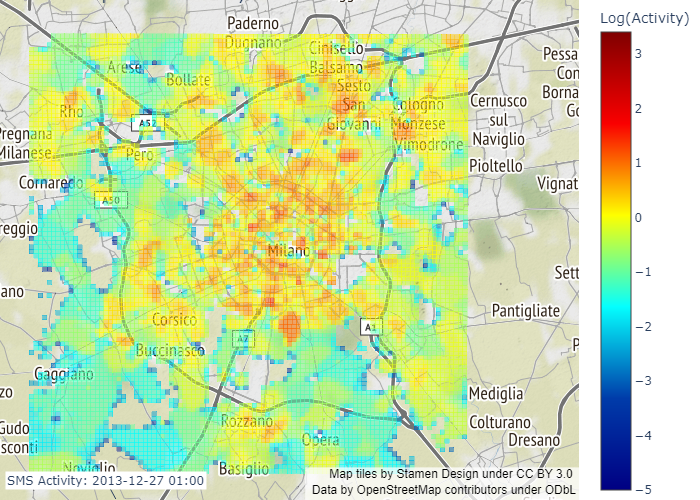 Log(Activity)
3
2
1
0
−1
−2
−3
−4
−5
Paderno
Dugnano
Cinisello
Balsamo
Arese
Bollate
Sesto
San
Giovanni
Pessa
Con
Borna
Go
Rho
A52
Cologno
Monzese
Cernusco
sul
Naviglio
Pregnana
Milanese
Pero
Vimodrone
Pioltello
Cornaredo
Vignat
A50
reggio
Milano
Sett
ano
Pantigliate
Corsico
A1
A7
P
Buccinasco
Gaggiano
zo
Mediglia
Rozzano
Colturano
Gudo
sconti
Opera
Dresano
Noviglio
Basiglio
SMS Activity: 2013-12-27 01:00
Map tiles by Stamen Design under CC BY 3.0
Data by OpenStreetMap contributors under ODbL